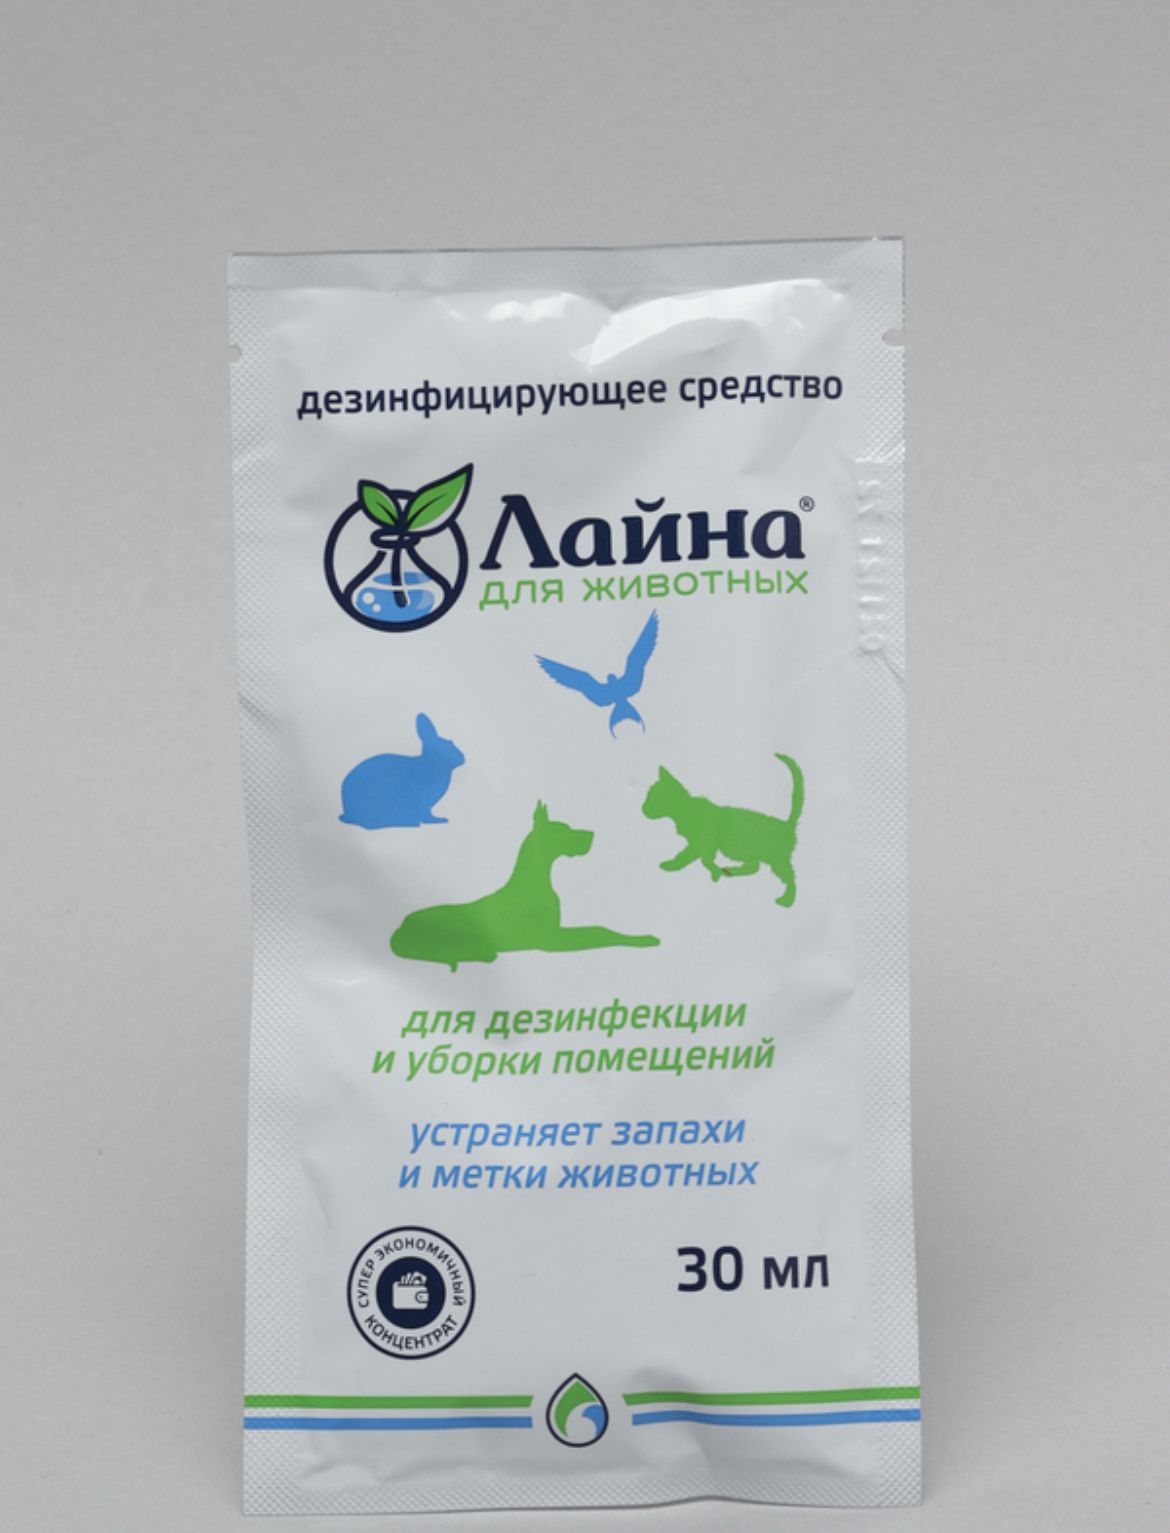 дезинфицирующее средство
Лайна®
для животных
для дезинфекции
и уборки помещений
устраняет запахи
и метки животных
СУПЕР ЭКОНОМИЧНЫЙ
КОНЦЕНТРАТ
30 мл